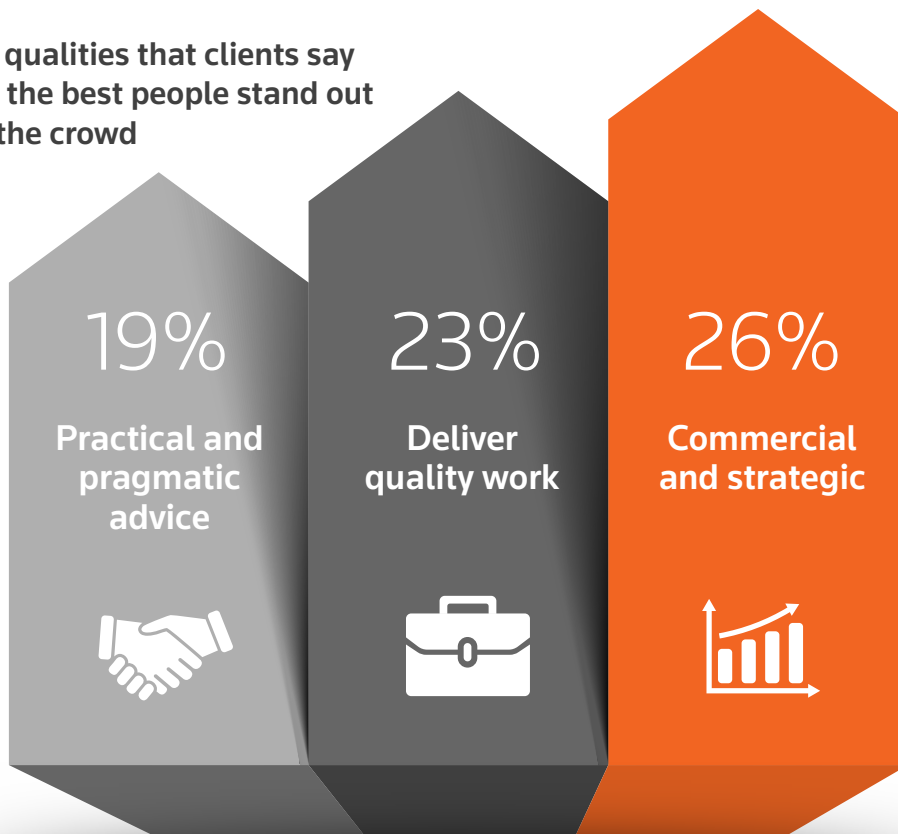 qualities that clients say
the best people stand out
the crowd
19%
Practical and
pragmatic
advice
23%
Deliver
quality work
26%
Commercial
and strategic